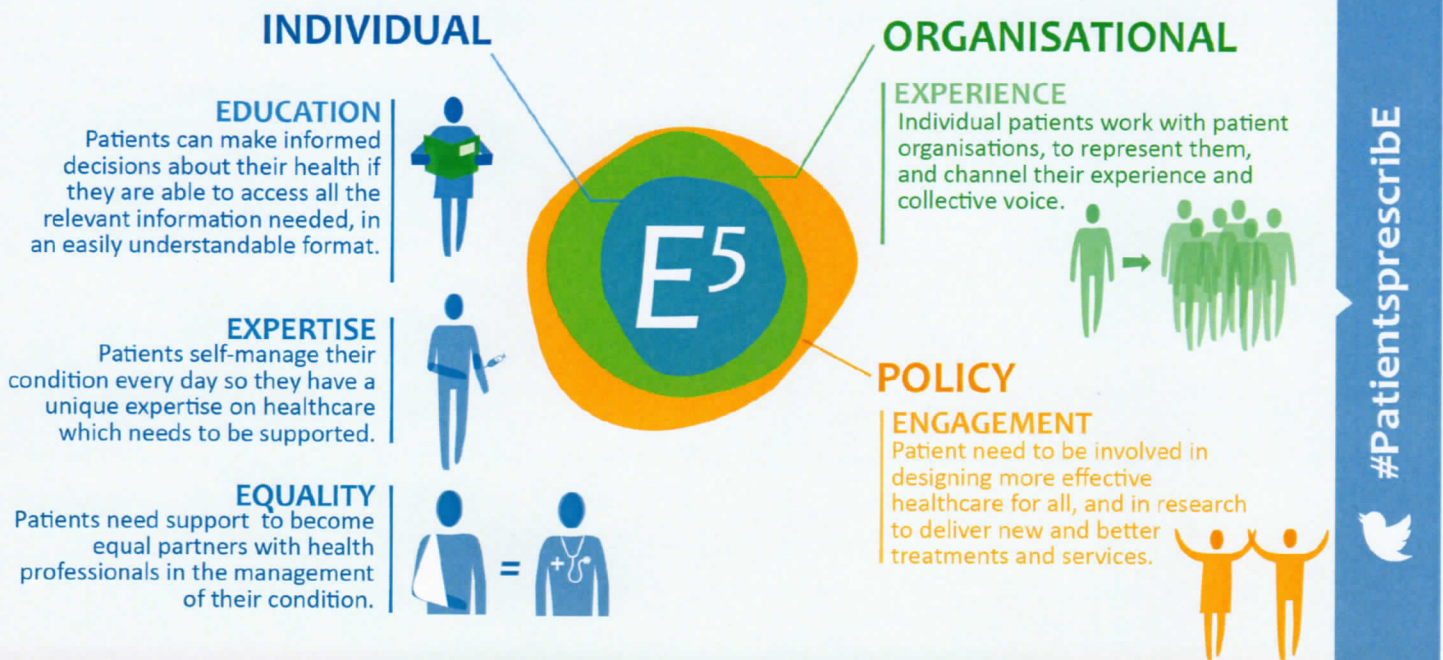 INDIVIDUAL
EDUCATION
Patients can make informed
decisions about their health if
they are able to access all the
relevant information needed, in
an easily understandable format.
EXPERTISE
Patients self-manage their
condition every day so they have a
unique expertise on healthcare
which needs to be supported.
EQUALITY
Patients need support to become
equal partners with health
professionals in the management
of their condition.
=
E5
ORGANISATIONAL
EXPERIENCE
Individual patients work with patient
organisations, to represent them,
and channel their experience and
collective voice.
POLICY
ENGAGEMENT
Patient need to be involved in
designing more effective
healthcare for all, and in research
to deliver new and better
treatments and services.
#PatientsprescribE